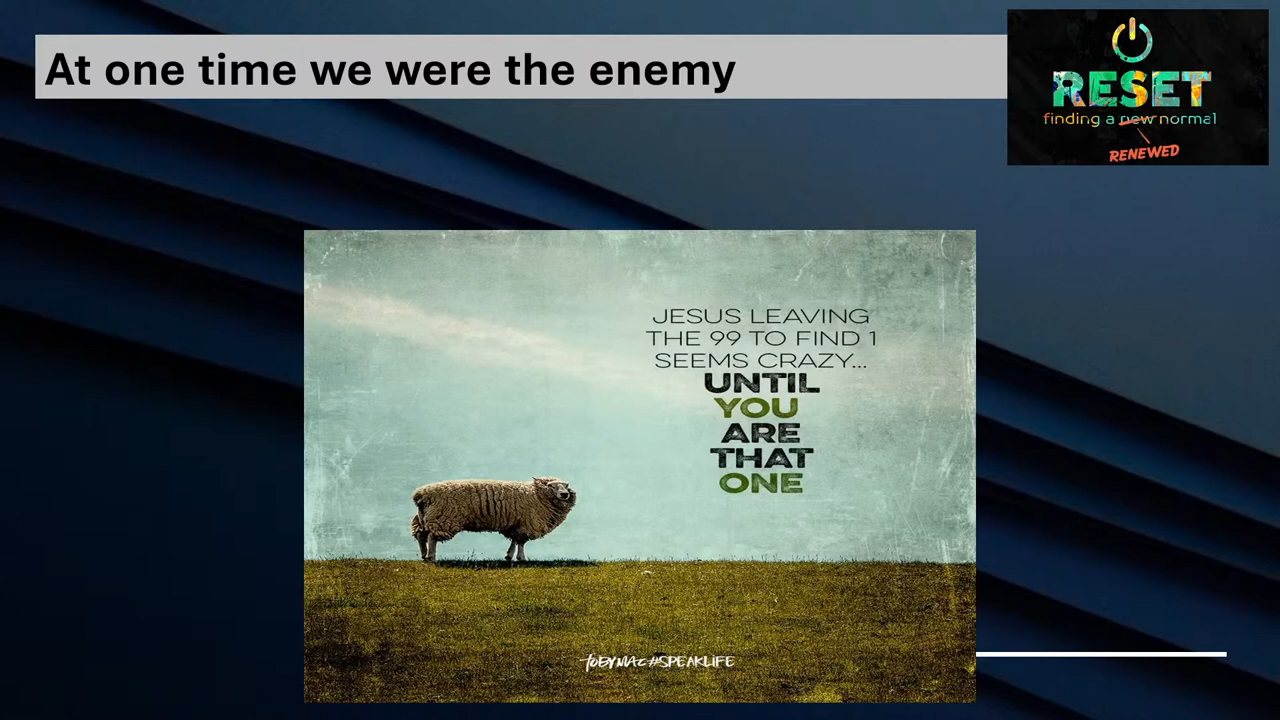 At one time we were the enemy
RESET
finding a new normal
RENEWED
JESUS LEAVING
THE 99 TO FIND 1
SEEMS CRAZY...
UNTIL
YOU
ARE
THAT
ONE
TOBYMAC #SPEAKLIFE